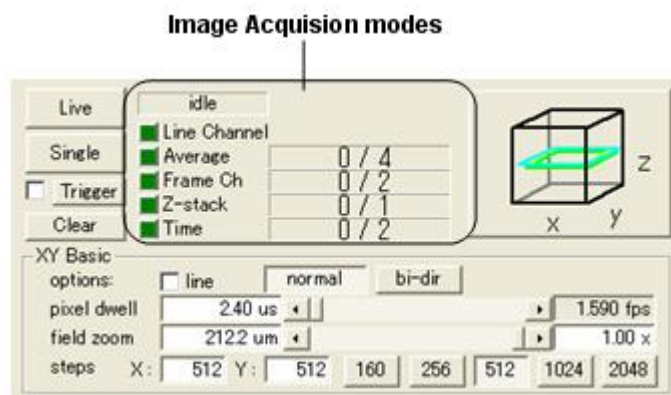 Image Acquision modes
Live
idle
Line Channel
Single
Average 0 / 4
Trigger
Frame Ch 0 / 2
Z-stack 0 / 1
Clear
Time 0 / 2
z
x y
XY Basic
options: line normal bi-dir
pixel dwell 2.40 us 1.590 fps
field zoom 212.2 um 1.00 x
steps X: 512 Y: 512 160 256 512 1024 2048